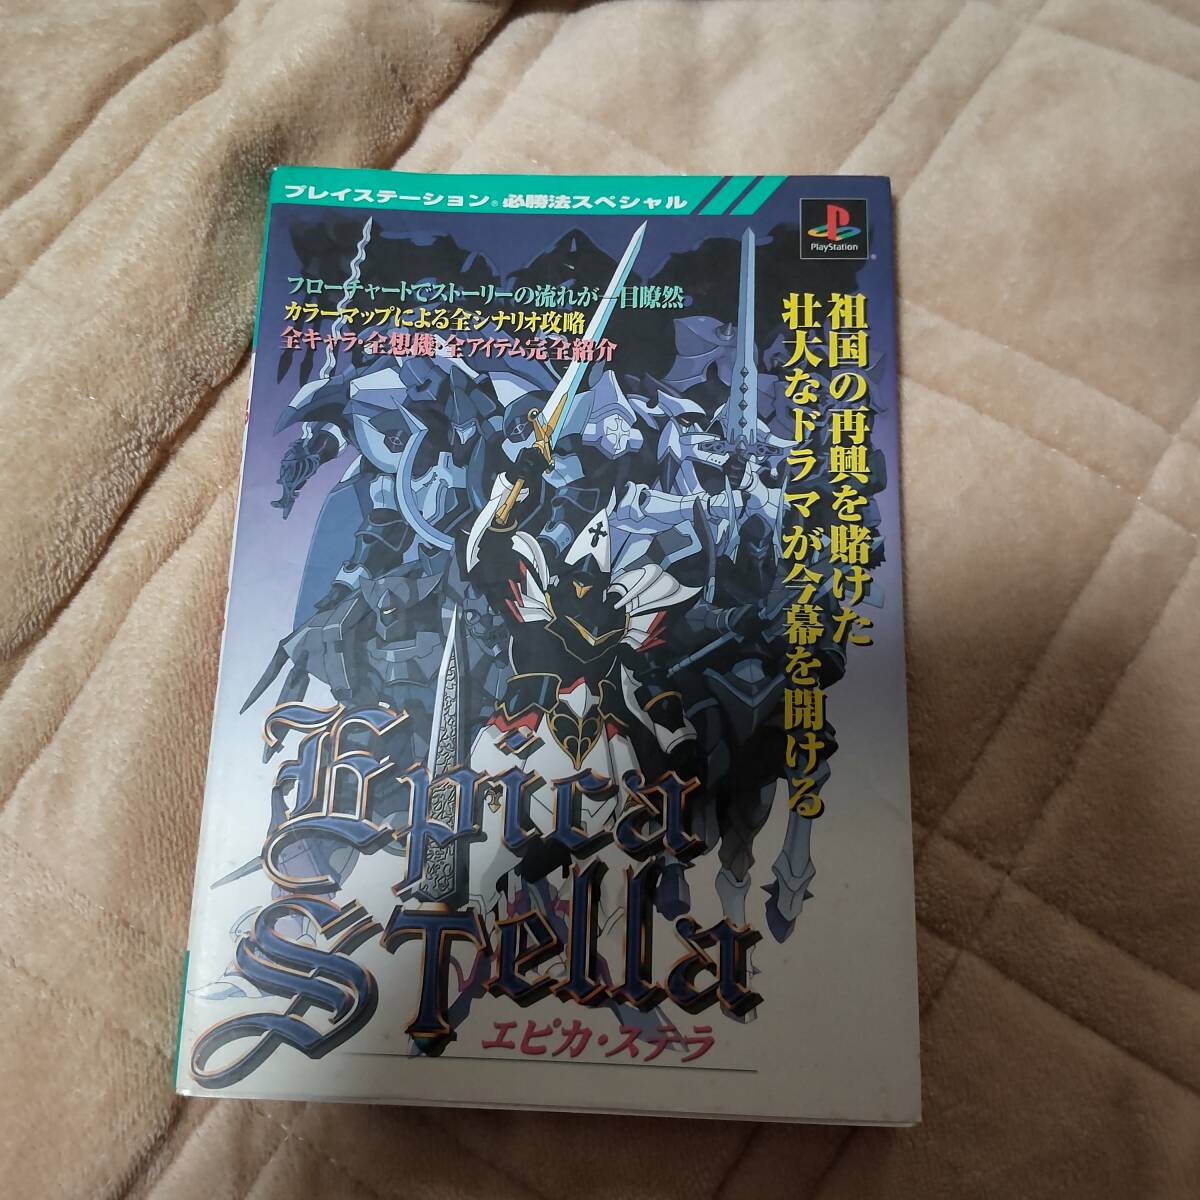 プレイステーション®必勝法スペシャル
PlayStation®
フローチャートでストーリーの流れが一目瞭然
カラーマップによる全シナリオ攻略
全キャラ・全想機・全アイテム完全紹介
祖国の再興を賭けた
壮大なドラマが今幕を開ける
Epica
STella
エピカ・ステラ